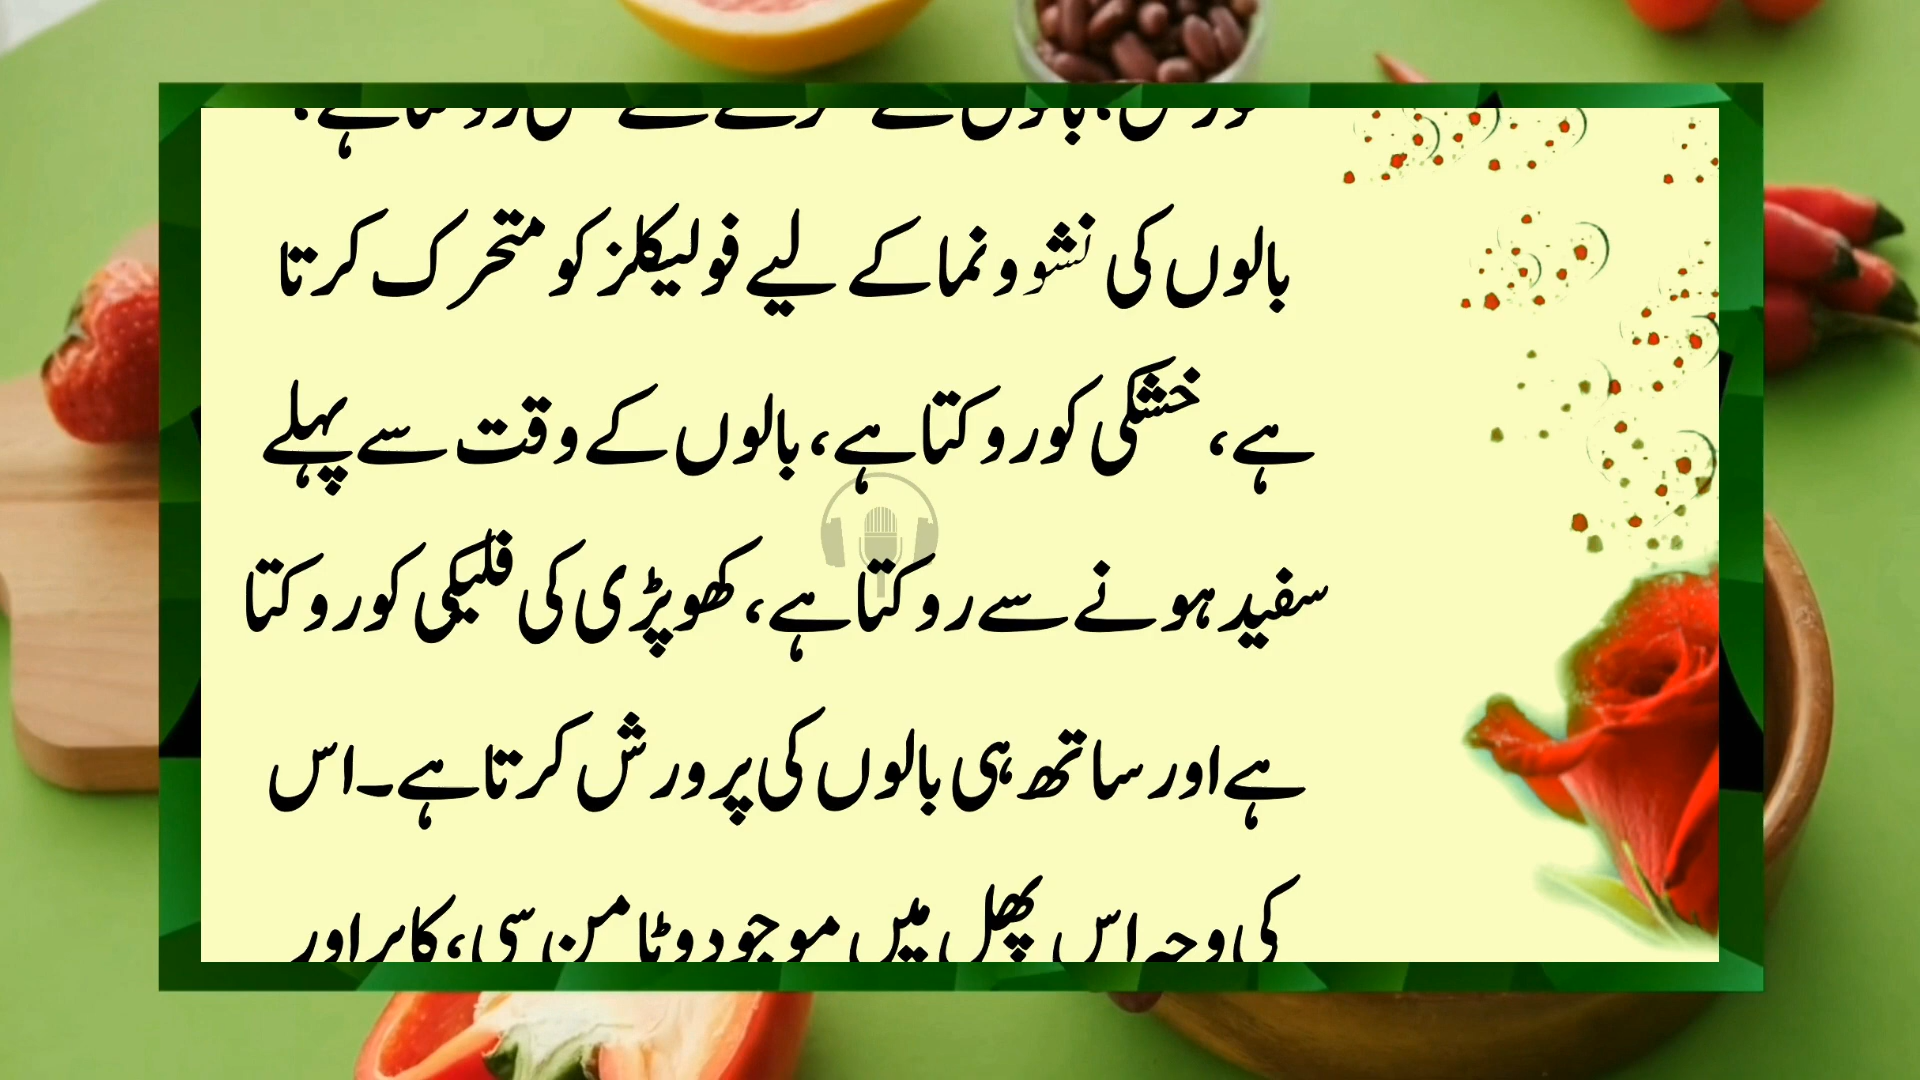 بالوں کی نشوونما کے لیے فولیکلز کو متحرک کرتا
ہے، خشکی کو روکتا ہے، بالوں کے وقت سے پہلے
سفید ہونے سے روکتا ہے، کھوپڑی کی فلیکی کو روکتا
ہے اور ساتھ ہی بالوں کی پرورش کرتا ہے۔ اس
کی وجہ اس پھل میں موجود وٹامن سی، کاپر اور